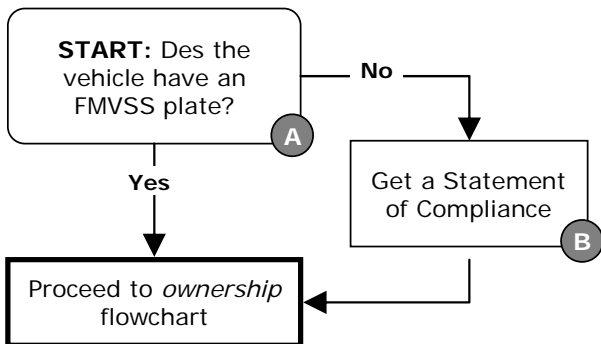 START: Des the
vehicle have an
FMVSS plate?
A
No
Yes
Get a Statement
of Compliance
B
Proceed to ownership
flowchart